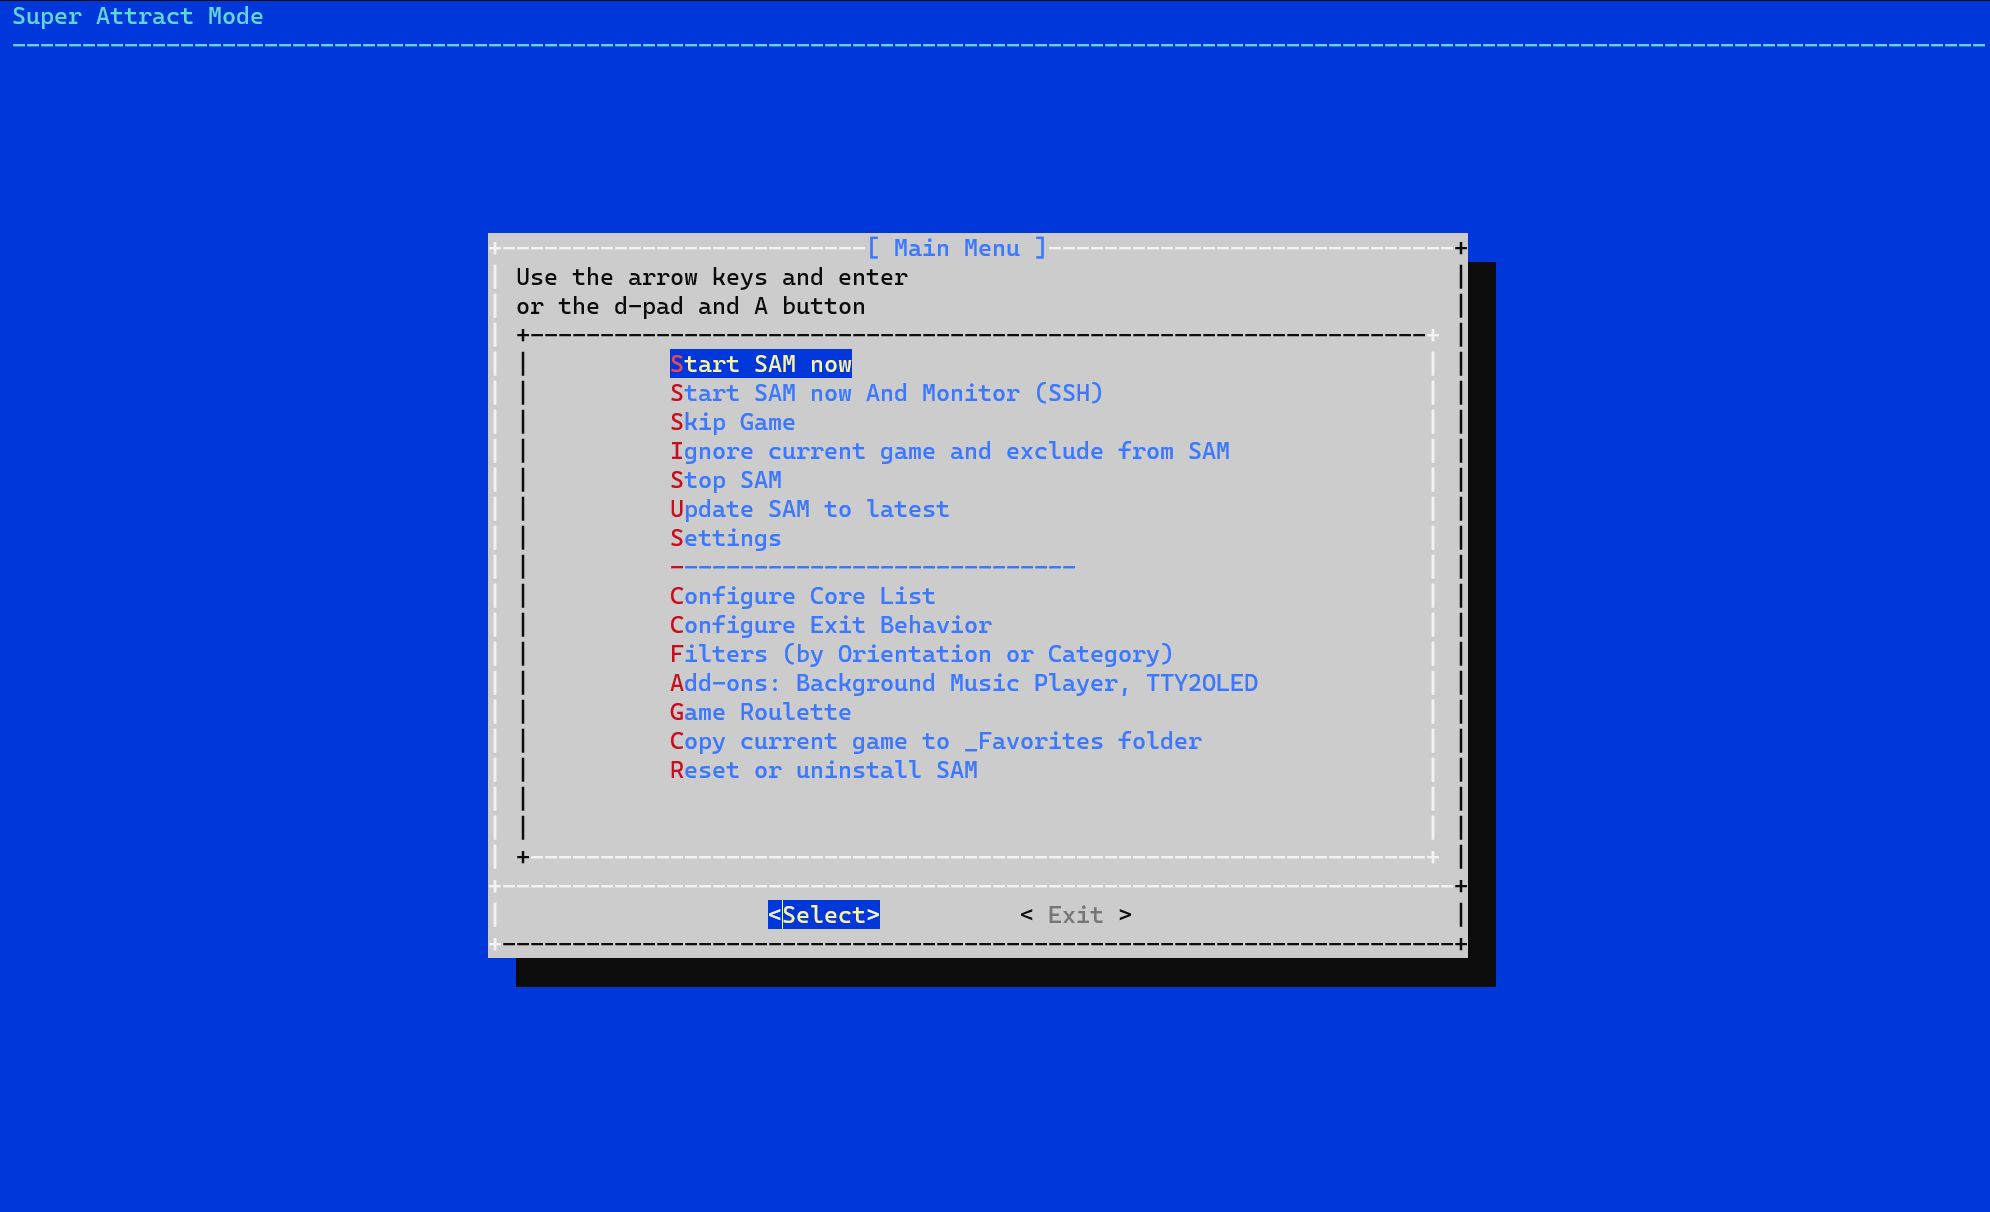 Super Attract Mode
[ Main Menu ]
Use the arrow keys and enter
or the d-pad and A button
Start SAM now
Start SAM now And Monitor (SSH)
Skip Game
Ignore current game and exclude from SAM
Stop SAM
Update SAM to latest
Settings
-----------------------------
Configure Core List
Configure Exit Behavior
Filters (by Orientation or Category)
Add-ons: Background Music Player, TTY2OLED
Game Roulette
Copy current game to _Favorites folder
Reset or uninstall SAM
<Select> < Exit >